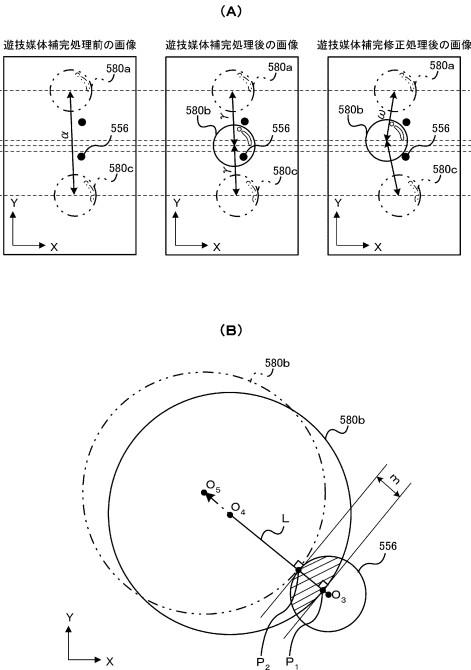 （A）
遊技媒体補完処理前の画像
遊技媒体補完処理後の画像
遊技媒体補完修正処理後の画像
580a
α
556
580c
Y
X
580a
580b
γ
556
γ
580c
Y
X
580a
580b
ω
556
580c
Y
X
（B）
580b
580b
m
O5
O4
L
556
O3
Y
X
P2
P1